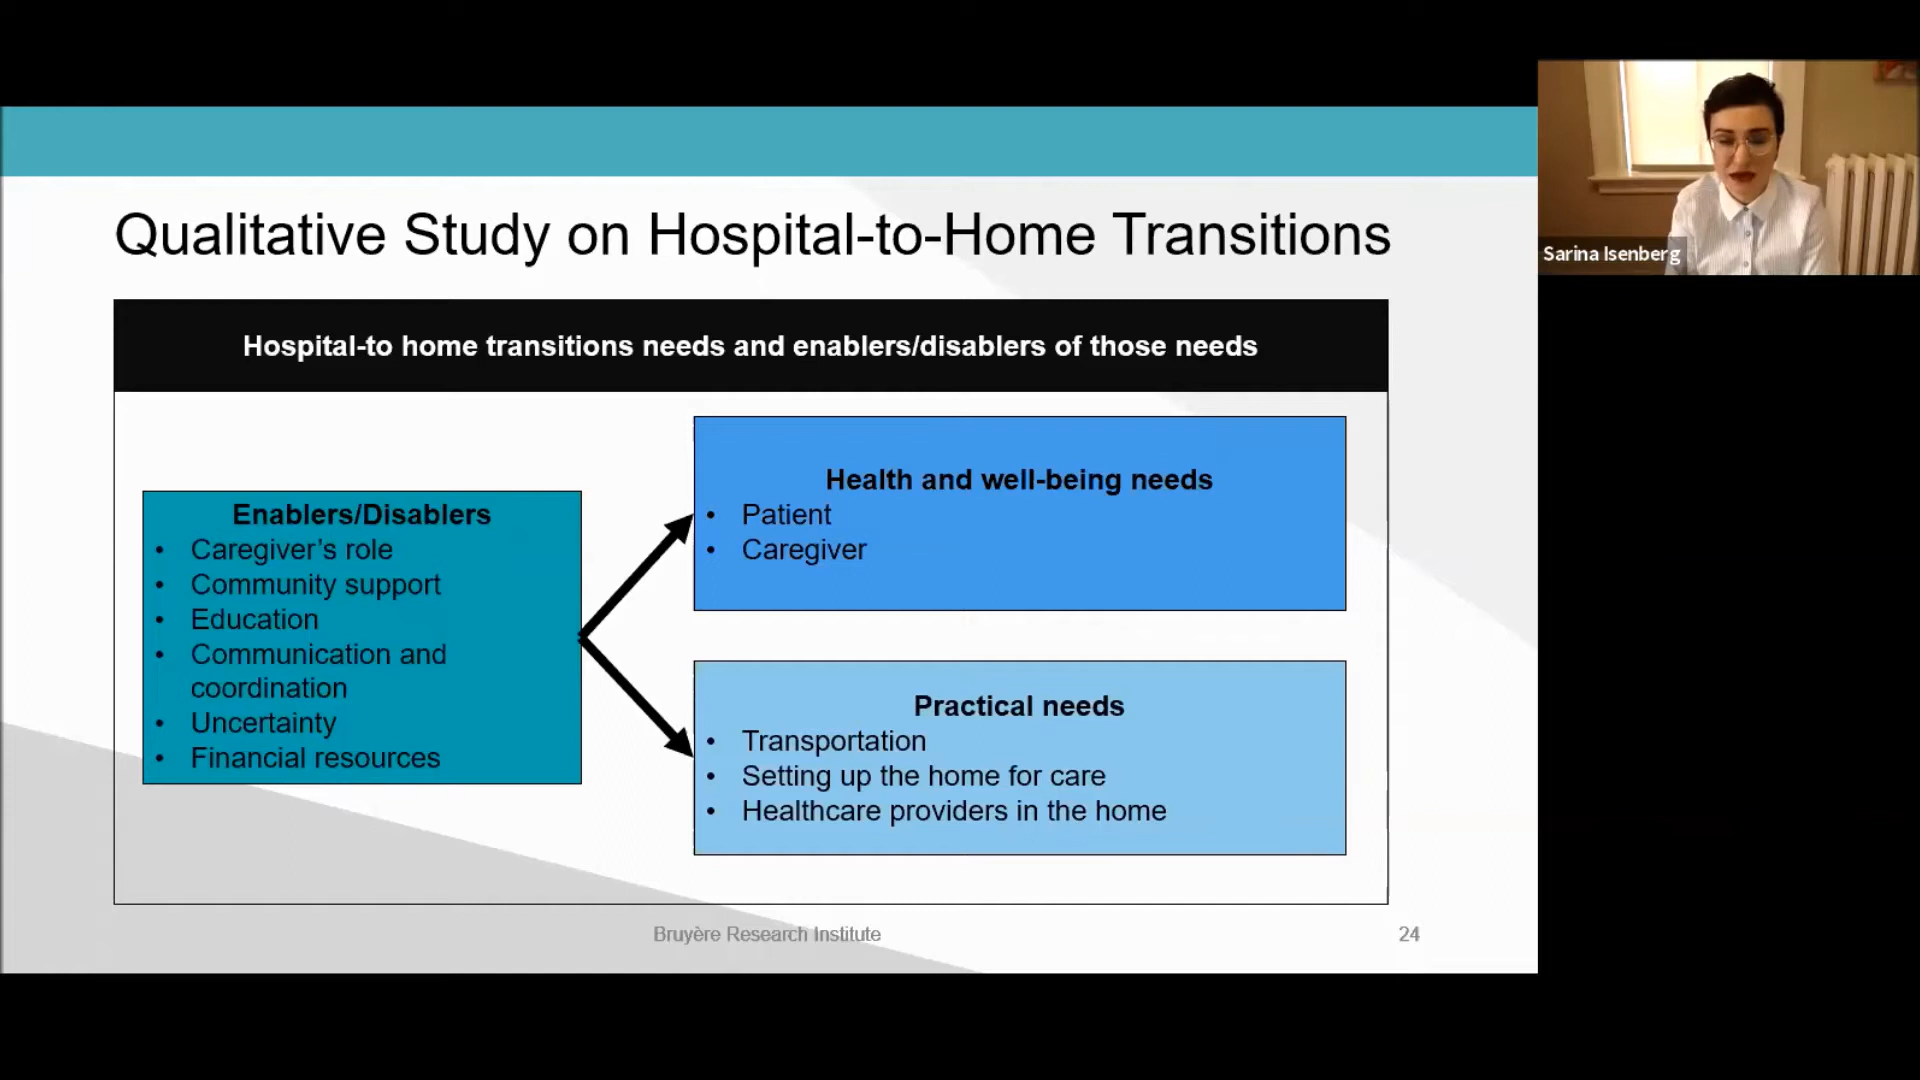 Qualitative Study on Hospital-to-Home Transitions
Sarina Isenberg
Hospital-to home transitions needs and enablers/disablers of those needs
Enablers/Disablers
• Caregiver’s role
• Community support
• Education
• Communication and
coordination
• Uncertainty
• Financial resources
Health and well-being needs
• Patient
• Caregiver
Practical needs
• Transportation
• Setting up the home for care
• Healthcare providers in the home
Bruyère Research Institute
24